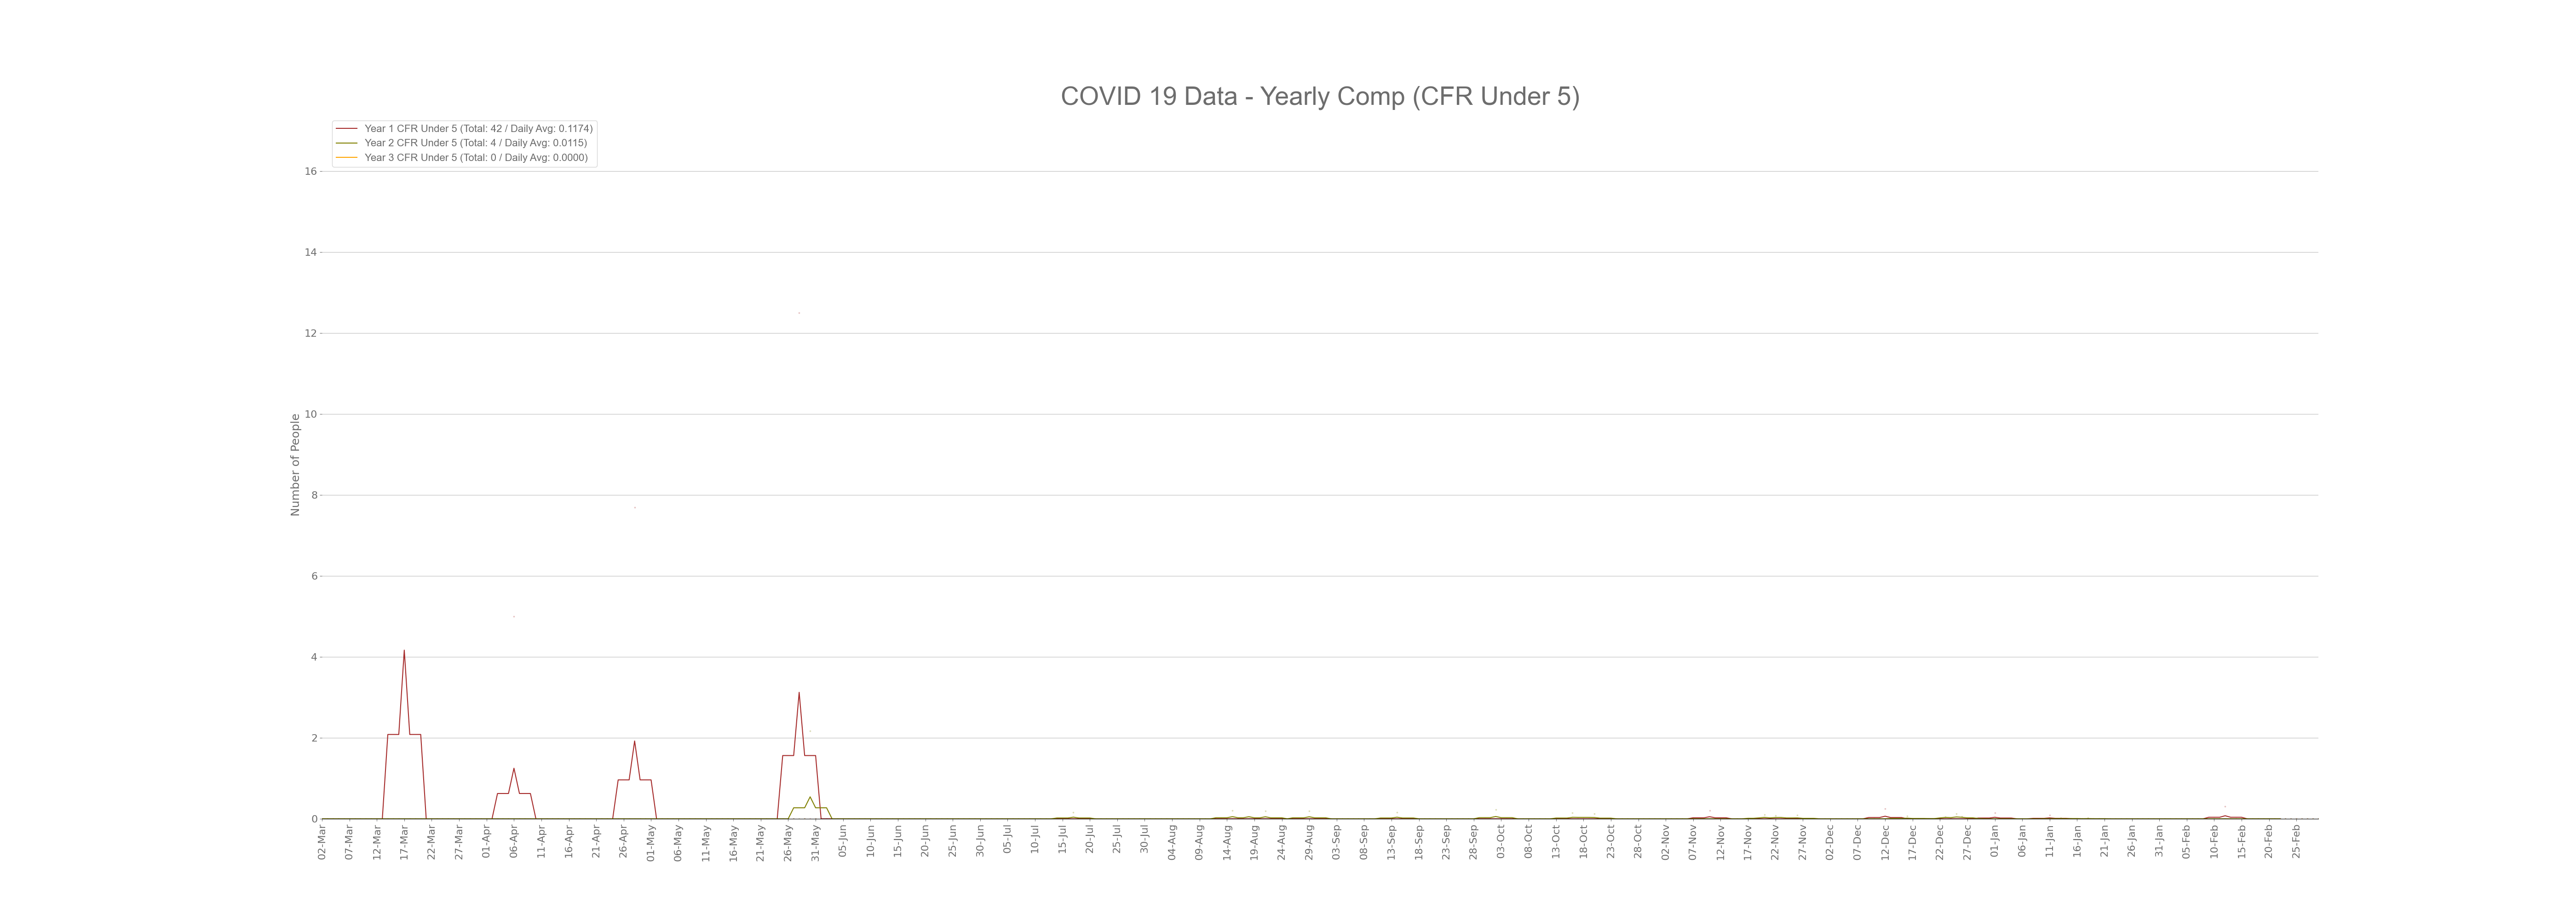 COVID 19 Data - Yearly Comp (CFR Under 5)
Year 1 CFR Under 5 (Total: 42 / Daily Avg: 0.1174)
Year 2 CFR Under 5 (Total: 4 / Daily Avg: 0.0115)
Year 3 CFR Under 5 (Total: 0 / Daily Avg: 0.0000)
16
14
12
10
8
6
4
2
0
Number of People
02-Mar
07-Mar
12-Mar
17-Mar
22-Mar
27-Mar
01-Apr
06-Apr
11-Apr
16-Apr
21-Apr
26-Apr
01-May
06-May
11-May
16-May
21-May
26-May
31-May
05-Jun
10-Jun
15-Jun
20-Jun
25-Jun
30-Jun
05-Jul
10-Jul
15-Jul
20-Jul
25-Jul
30-Jul
04-Aug
09-Aug
14-Aug
19-Aug
24-Aug
29-Aug
03-Sep
08-Sep
13-Sep
18-Sep
23-Sep
28-Sep
03-Oct
08-Oct
13-Oct
18-Oct
23-Oct
28-Oct
02-Nov
07-Nov
12-Nov
17-Nov
22-Nov
27-Nov
02-Dec
07-Dec
12-Dec
17-Dec
22-Dec
27-Dec
01-Jan
06-Jan
11-Jan
16-Jan
21-Jan
26-Jan
31-Jan
05-Feb
10-Feb
15-Feb
20-Feb
25-Feb